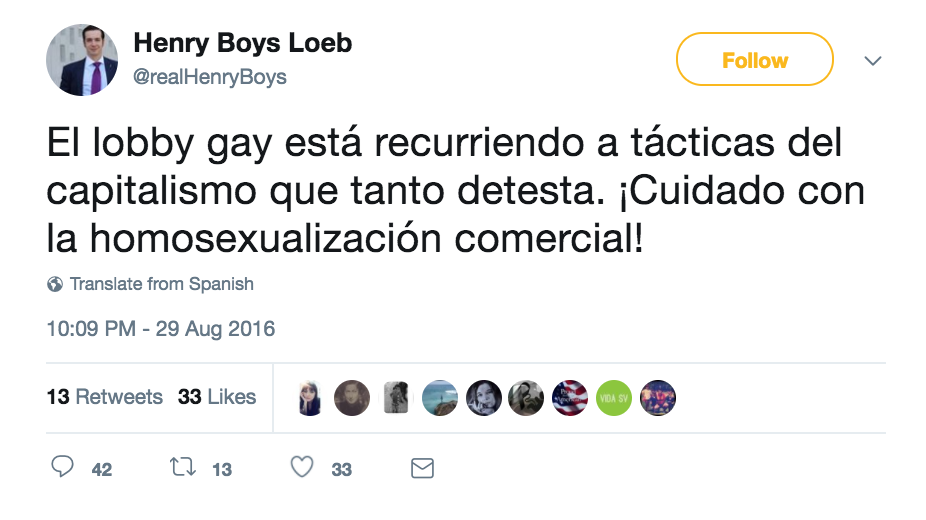 Henry Boys Loeb
@realHenryBoys
Follow
El lobby gay está recurriendo a tácticas del
capitalismo que tanto detesta. ¡Cuidado con
la homosexualización comercial!
Translate from Spanish
10:09 PM - 29 Aug 2016
13 Retweets 33 Likes
VIDA SV
42 13 33